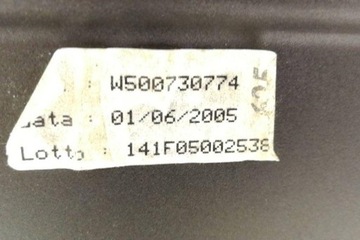 : W500730774
Data : 01/06/2005
Lotto : 141F05002538